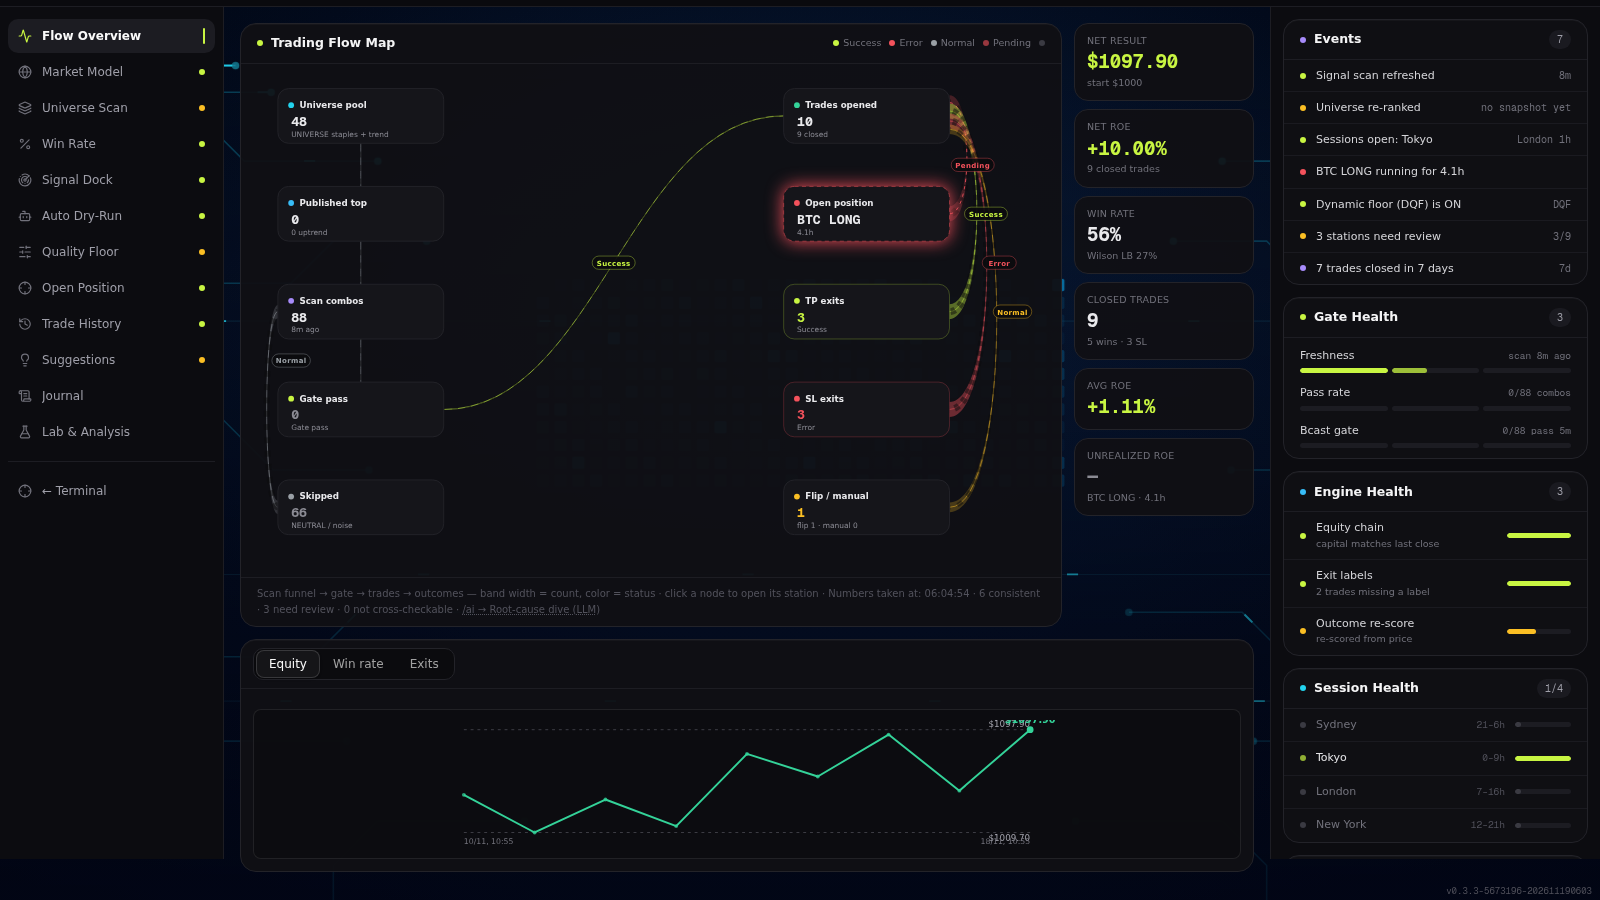 Flow Overview
Market Model
Universe Scan
Win Rate
Signal Dock
Auto Dry-Run
Quality Floor
Open Position
Trade History
Suggestions
Journal
Lab & Analysis
← Terminal
Trading Flow Map
Success
Error
Normal
Pending
Universe pool
48
UNIVERSE staples + trend
Published top
0
0 uptrend
Scan combos
88
8m ago
Normal
Gate pass
0
Gate pass
Skipped
66
NEUTRAL / noise
Success
Trades opened
10
9 closed
Pending
Open position
BTC LONG
4.1h
Success
Error
TP exits
3
Success
Normal
SL exits
3
Error
Flip / manual
1
flip 1 · manual 0
Scan funnel → gate → trades → outcomes — band width = count, color = status · click a node to open its station · Numbers taken at: 06:04:54 · 6 consistent
· 3 need review · 0 not cross-checkable · /ai → Root-cause dive (LLM)
NET RESULT
$1097.90
start $1000
NET ROE
+10.00%
9 closed trades
WIN RATE
56%
Wilson LB 27%
CLOSED TRADES
9
5 wins · 3 SL
AVG ROE
+1.11%
UNREALIZED ROE
—
BTC LONG · 4.1h
Equity
Win rate
Exits
$1097.90
$1009.70
10/11, 10:55
Events
7
Signal scan refreshed
8m
Universe re-ranked
no snapshot yet
Sessions open: Tokyo
London 1h
BTC LONG running for 4.1h
Dynamic floor (DQF) is ON
DQF
3 stations need review
3/9
7 trades closed in 7 days
7d
Gate Health
3
Freshness
scan 8m ago
Pass rate
0/88 combos
Bcast gate
0/88 pass 5m
Engine Health
3
Equity chain
capital matches last close
Exit labels
2 trades missing a label
Outcome re-score
re-scored from price
Session Health
1/4
Sydney
21–6h
Tokyo
0–9h
London
7–16h
New York
12–21h
v0.3.3-5673196-202611190603